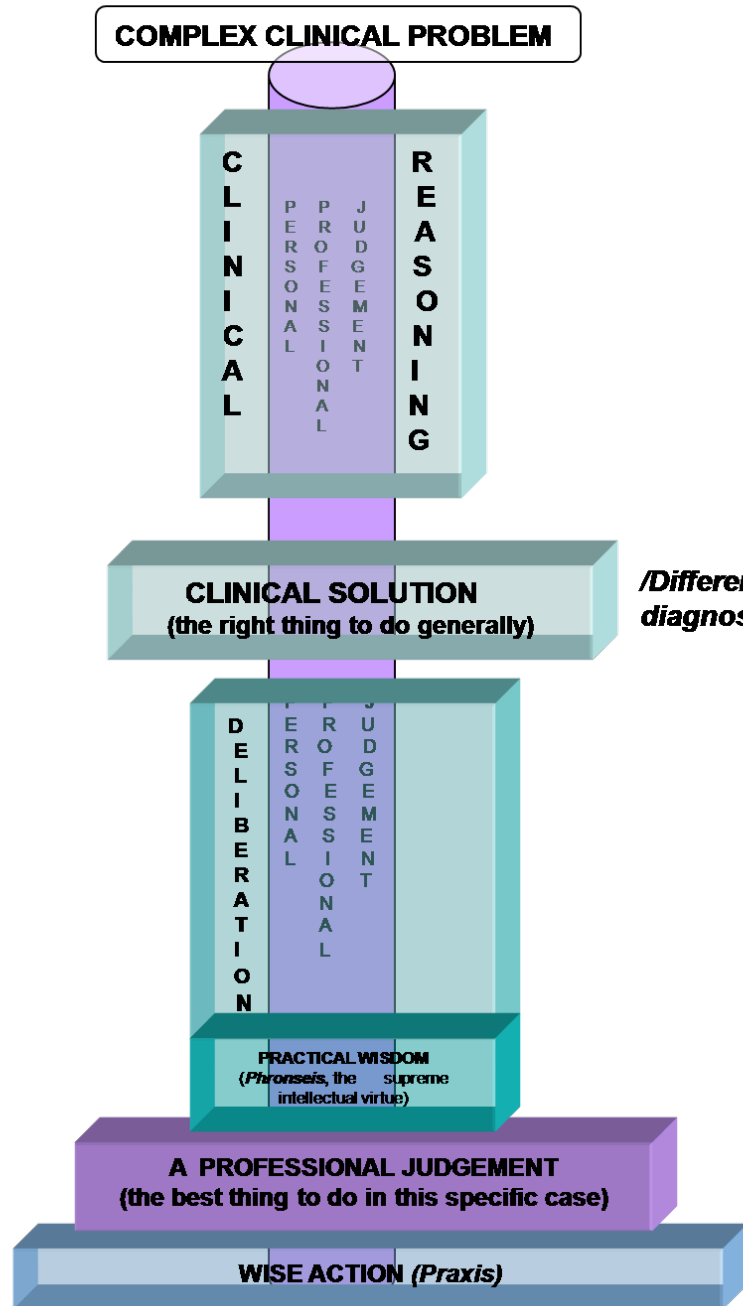 COMPLEX CLINICAL PROBLEM
CLINICAL
PERSONAL
PROFESSIONAL
JUDGEMENT
REASONING
CLINICAL SOLUTION
(the right thing to do generally)
/Differen
diagnos
DELIBERATION
PERSONAL
PROFESSIONAL
JUDGEMENT
PRACTICAL WISDOM
(Phronseis, the supreme
intellectual virtue)
A PROFESSIONAL JUDGEMENT
(the best thing to do in this specific case)
WISE ACTION (Praxis)